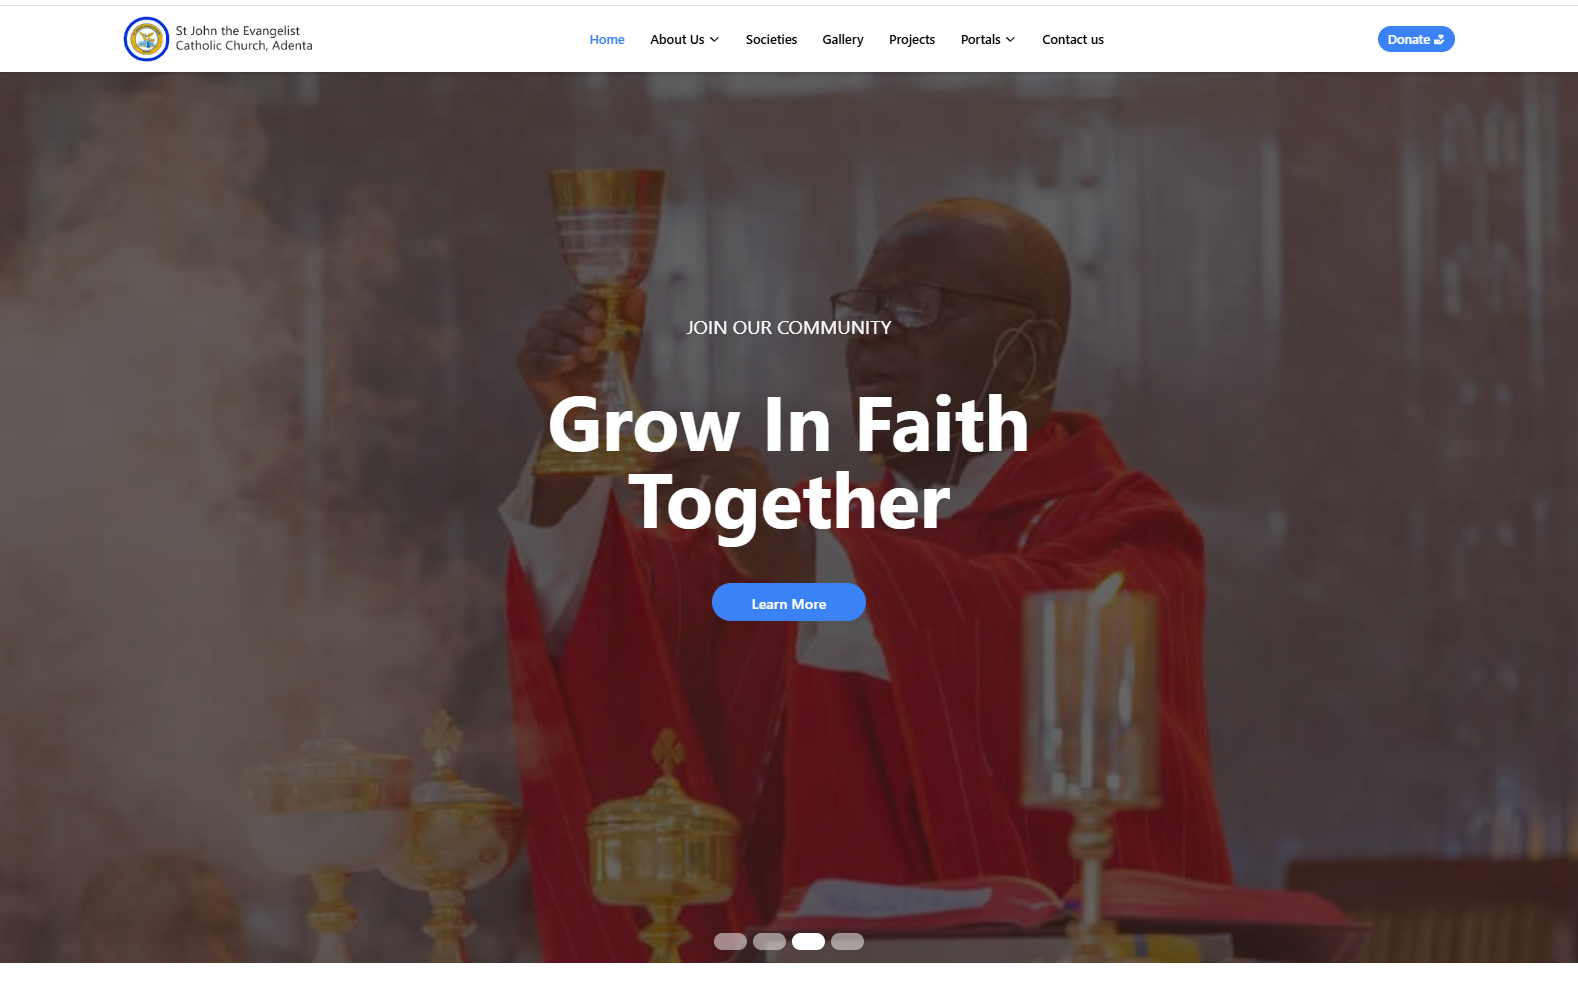 St John the Evangelist
Catholic Church, Adenta
Home
About Us
Societies
Gallery
Projects
Portals
Contact us
Donate
JOIN OUR COMMUNITY
Grow In Faith
Together
Learn More